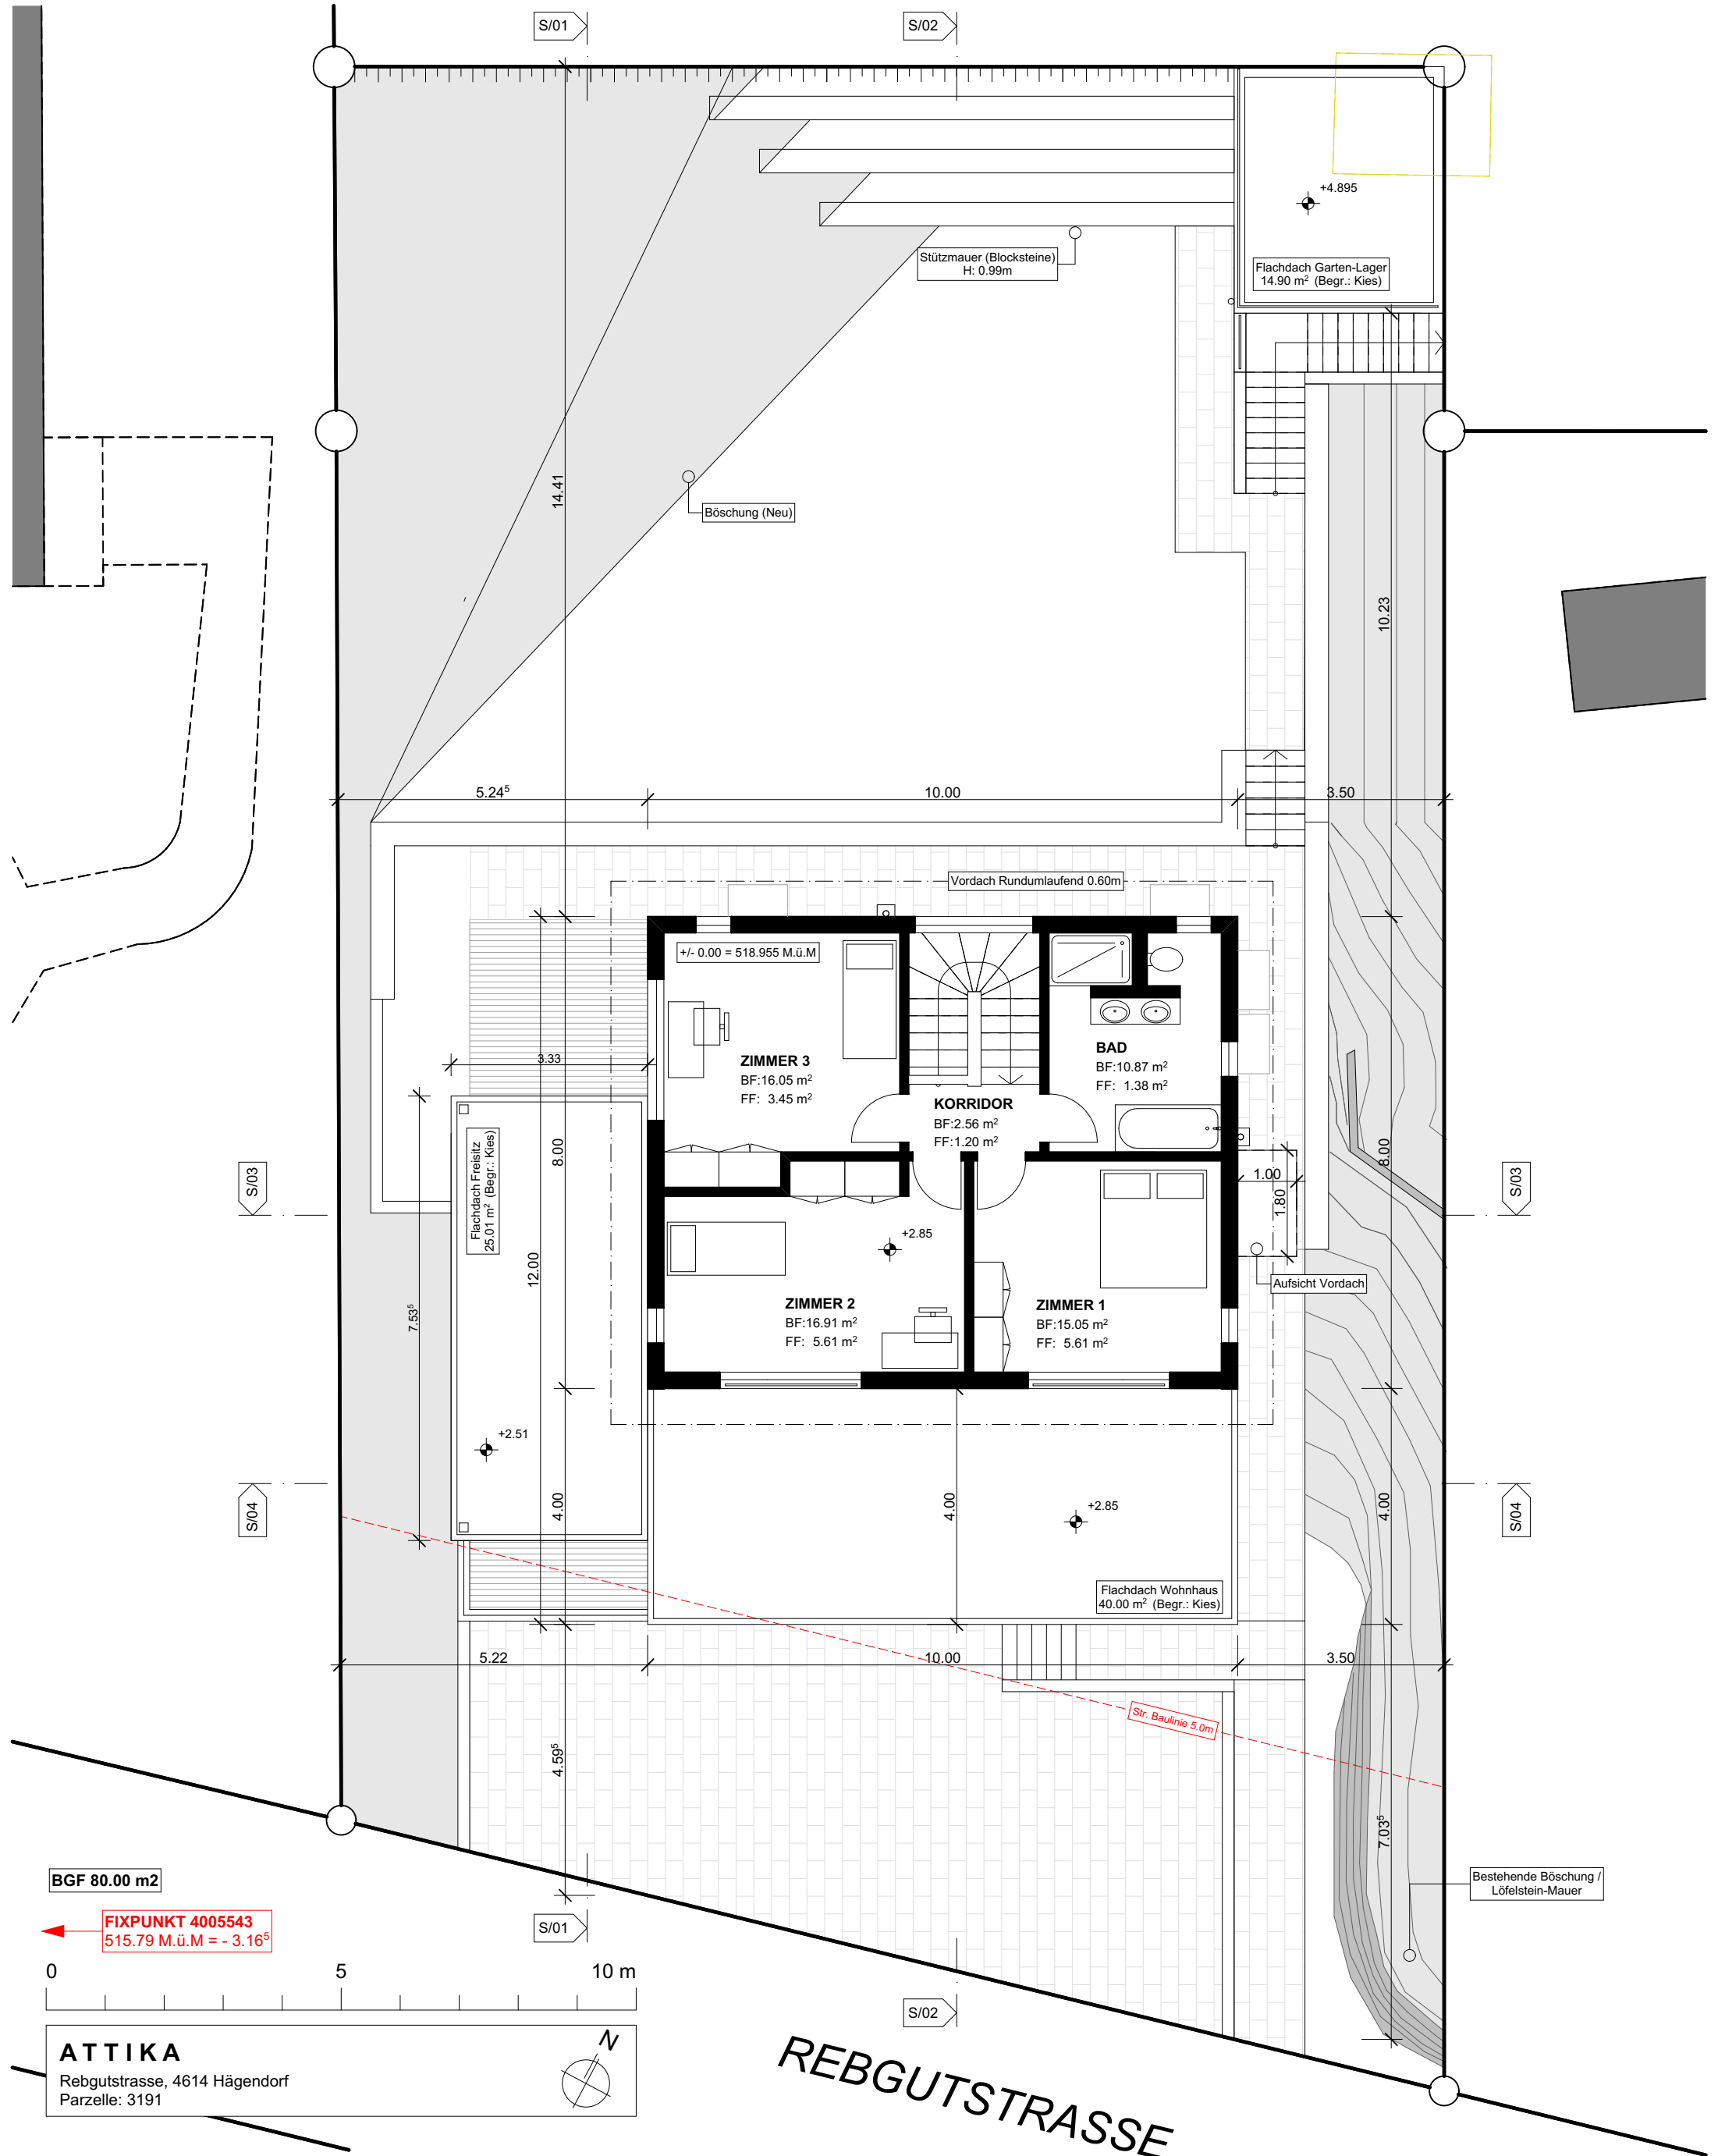 S/01
S/02
+4.895
Stützmauer (Blocksteine)
H: 0.99m
Flachdach Garten-Lager
14.90 m² (Begr.: Kies)
14.41
Böschung (Neu)
10.23
5.24⁵
10.00
3.50
Vordach Rundumlaufend 0.60m
+/- 0.00 = 518.955 M.ü.M
3.33
ZIMMER 3
BF:16.05 m²
FF: 3.45 m²
BAD
BF:10.87 m²
FF: 1.38 m²
KORRIDOR
BF:2.56 m²
FF:1.20 m²
Flachdach Freisitz
25.01 m² (Begr.: Kies)
8.00
8.00
S/03
S/03
1.00
1.80
+2.85
12.00
Aufsicht Vordach
7.53⁵
ZIMMER 2
BF:16.91 m²
FF: 5.61 m²
ZIMMER 1
BF:15.05 m²
FF: 5.61 m²
+2.51
4.00
4.00
4.00
+2.85
S/04
S/04
Flachdach Wohnhaus
40.00 m² (Begr.: Kies)
5.22
10.00
3.50
Str. Baulinie 5.0m
4.59⁵
7.03⁵
BGF 80.00 m2
Bestehende Böschung /
Löfelstein-Mauer
FIXPUNKT 4005543
515.79 M.ü.M = - 3.16⁵
S/01
0 5 10 m
S/02
ATTIKA
Rebgutstrasse, 4614 Hägendorf
Parzelle: 3191
N
REBGUTSTRASSE